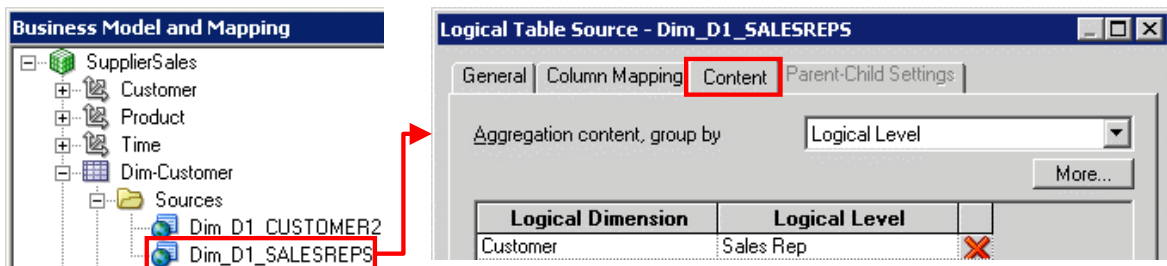 Business Model and Mapping
SupplierSales
Customer
Product
Time
Dim-Customer
Sources
Dim_D1_CUSTOMER2
Dim_D1_SALESREPS
Logical Table Source - Dim_D1_SALESREPS
General Column Mapping Content Parent-Child Settings
Aggregation content, group by Logical Level
More...
Logical Dimension Logical Level
Customer Sales Rep